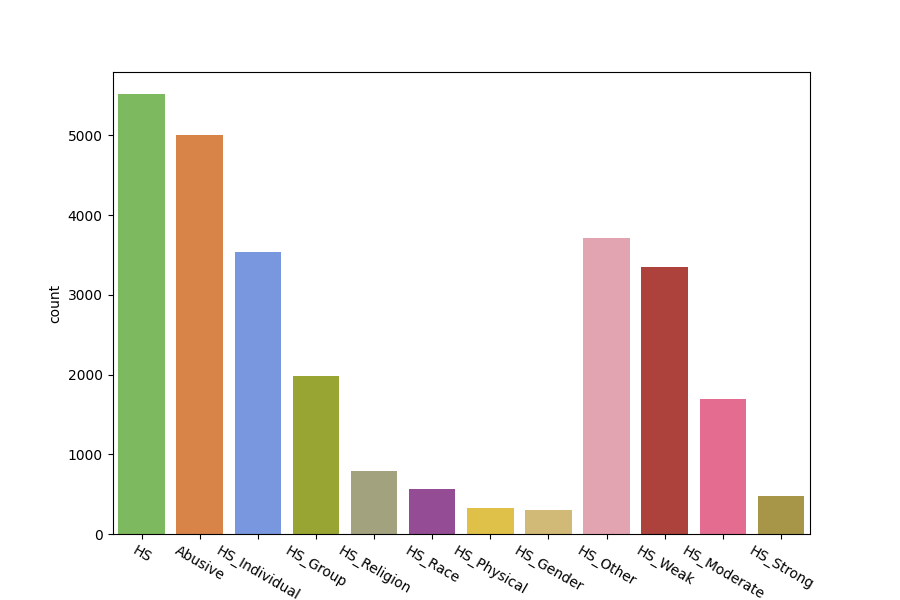 5000
4000
3000
2000
1000
0
count
HS
Abusive
HS_Individual
HS_Group
HS_Religion
HS_Race
HS_Physical
HS_Gender
HS_Other
HS_Weak
HS_Moderate
HS_Strong